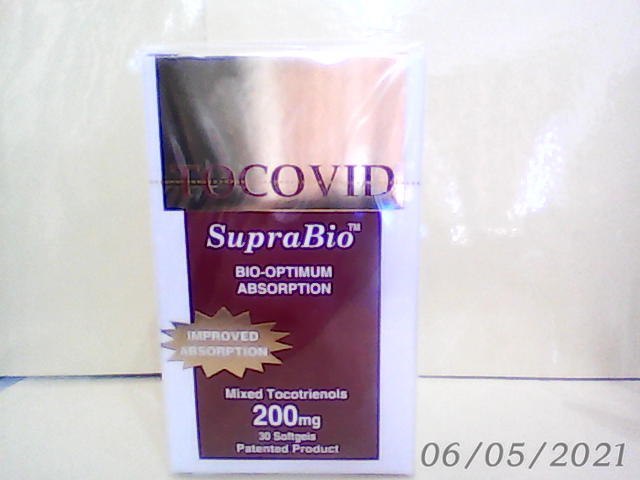 TOCOVID
SupraBio™
BIO-OPTIMUM
ABSORPTION
IMPROVED
ABSORPTION
Mixed Tocotrienols
200mg
30 Softgels
Patented Product
06/05/2021